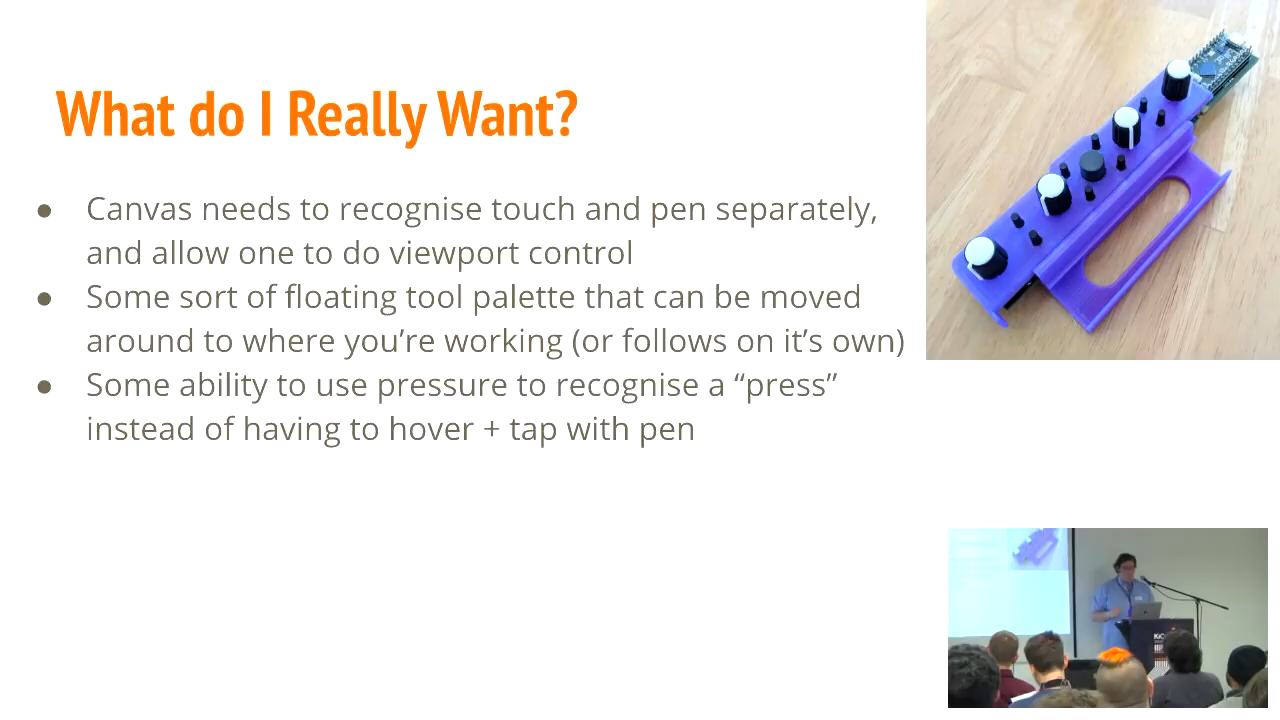 What do I Really Want?
● Canvas needs to recognise touch and pen separately,
and allow one to do viewport control
● Some sort of floating tool palette that can be moved
around to where you’re working (or follows on it’s own)
● Some ability to use pressure to recognise a “press”
instead of having to hover + tap with pen